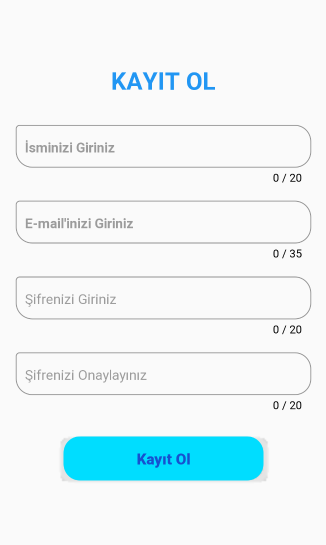 KAYIT OL
İsminizi Giriniz
0 / 20
E-mail'inizi Giriniz
0 / 35
Şifrenizi Giriniz
0 / 20
Şifrenizi Onaylayınız
0 / 20
Kayıt Ol